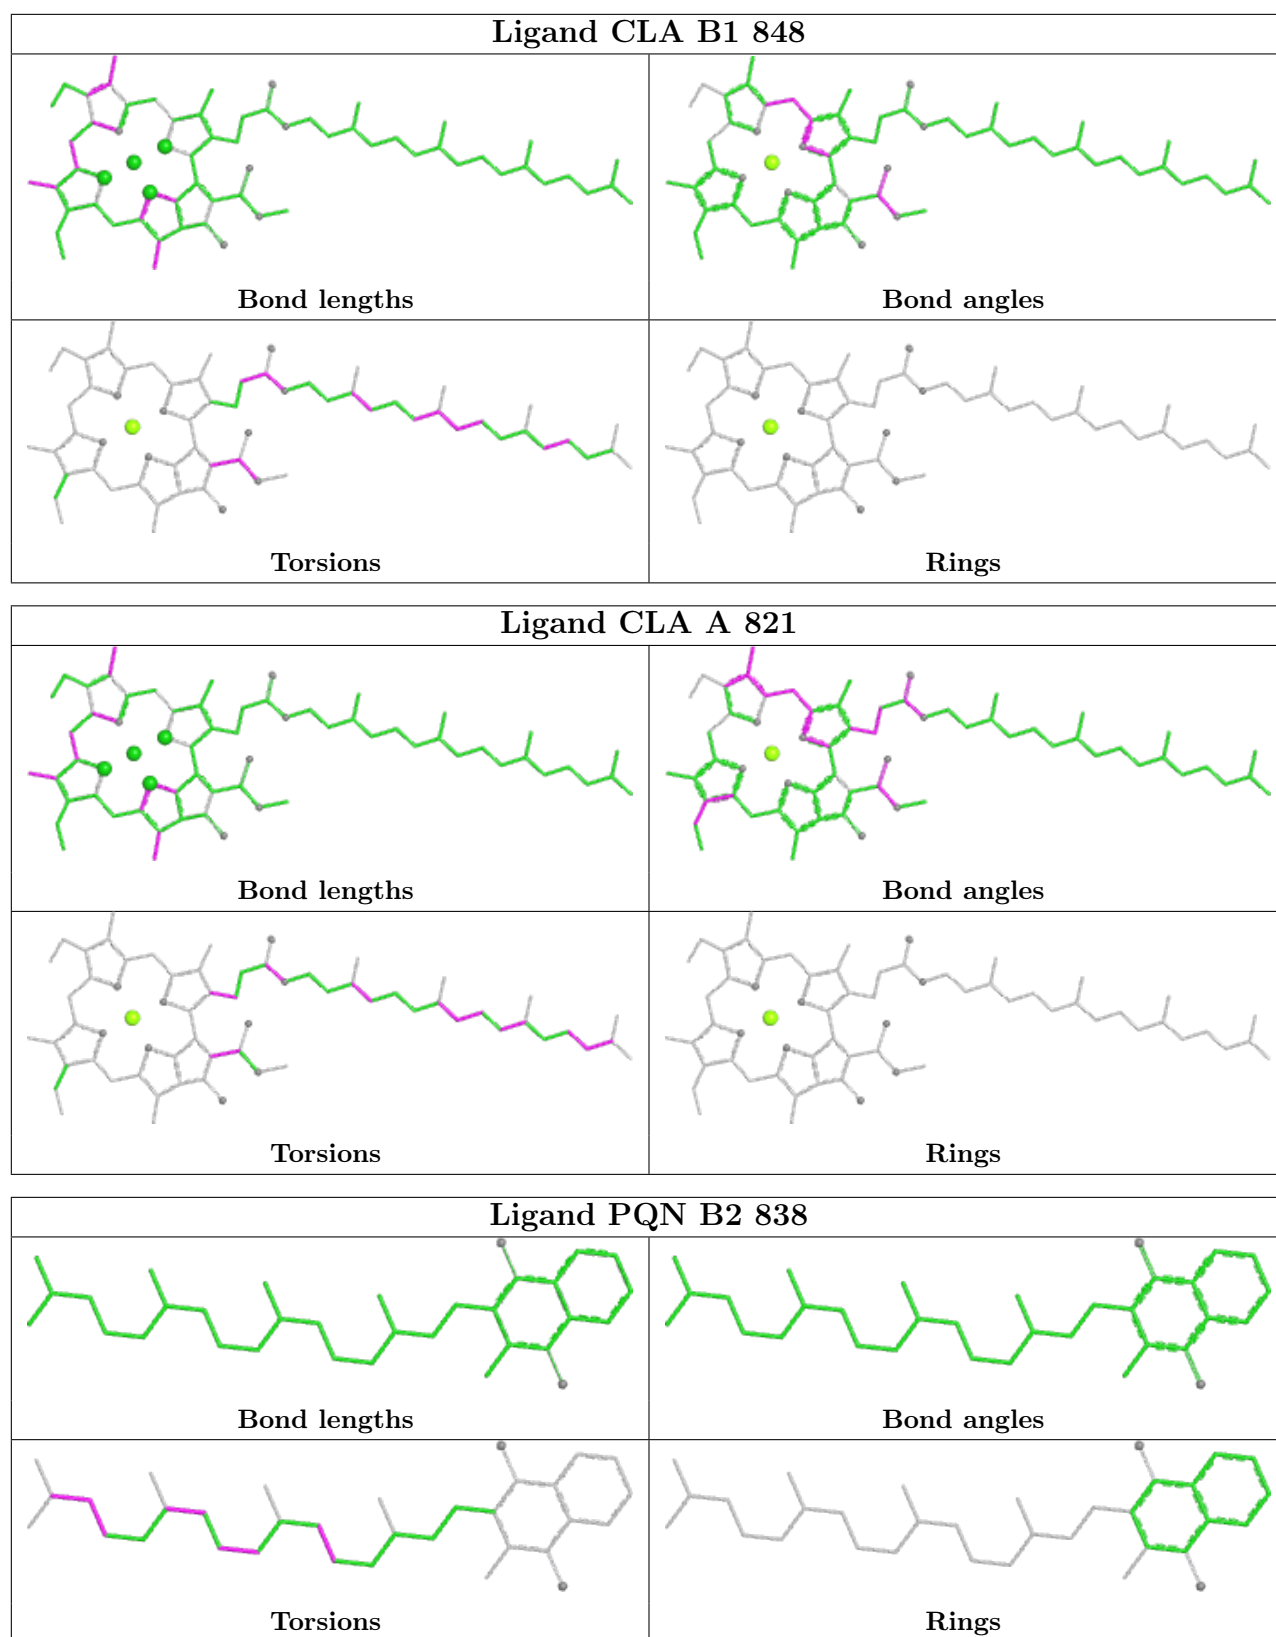 Ligand CLA B1 848
Bond lengths
Bond angles
Torsions
Rings
Ligand CLA A 821
Bond lengths
Bond angles
Torsions
Rings
Ligand PQN B2 838
Bond lengths
Bond angles
Torsions
Rings